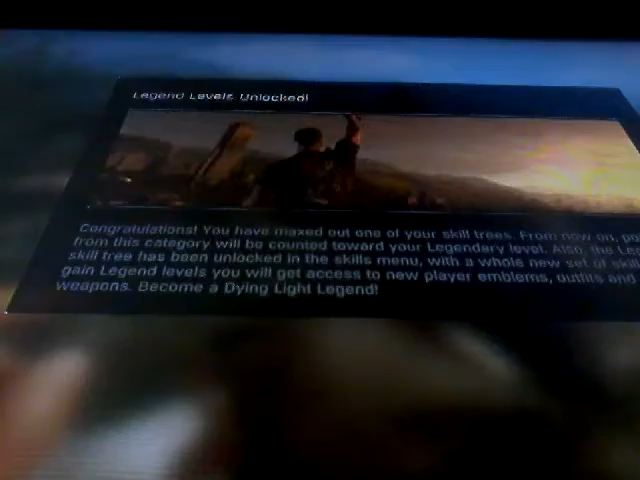 Legend Levels Unlocked!
Congratulations! You have maxed out one of your skill trees. From now on,
from this category will be counted toward your Legendary level. Also, the
skill tree has been unlocked in the skills menu, with a whole new set of
gain Legend levels you will get access to new player emblems, outfits and
weapons. Become a Dying Light Legend!